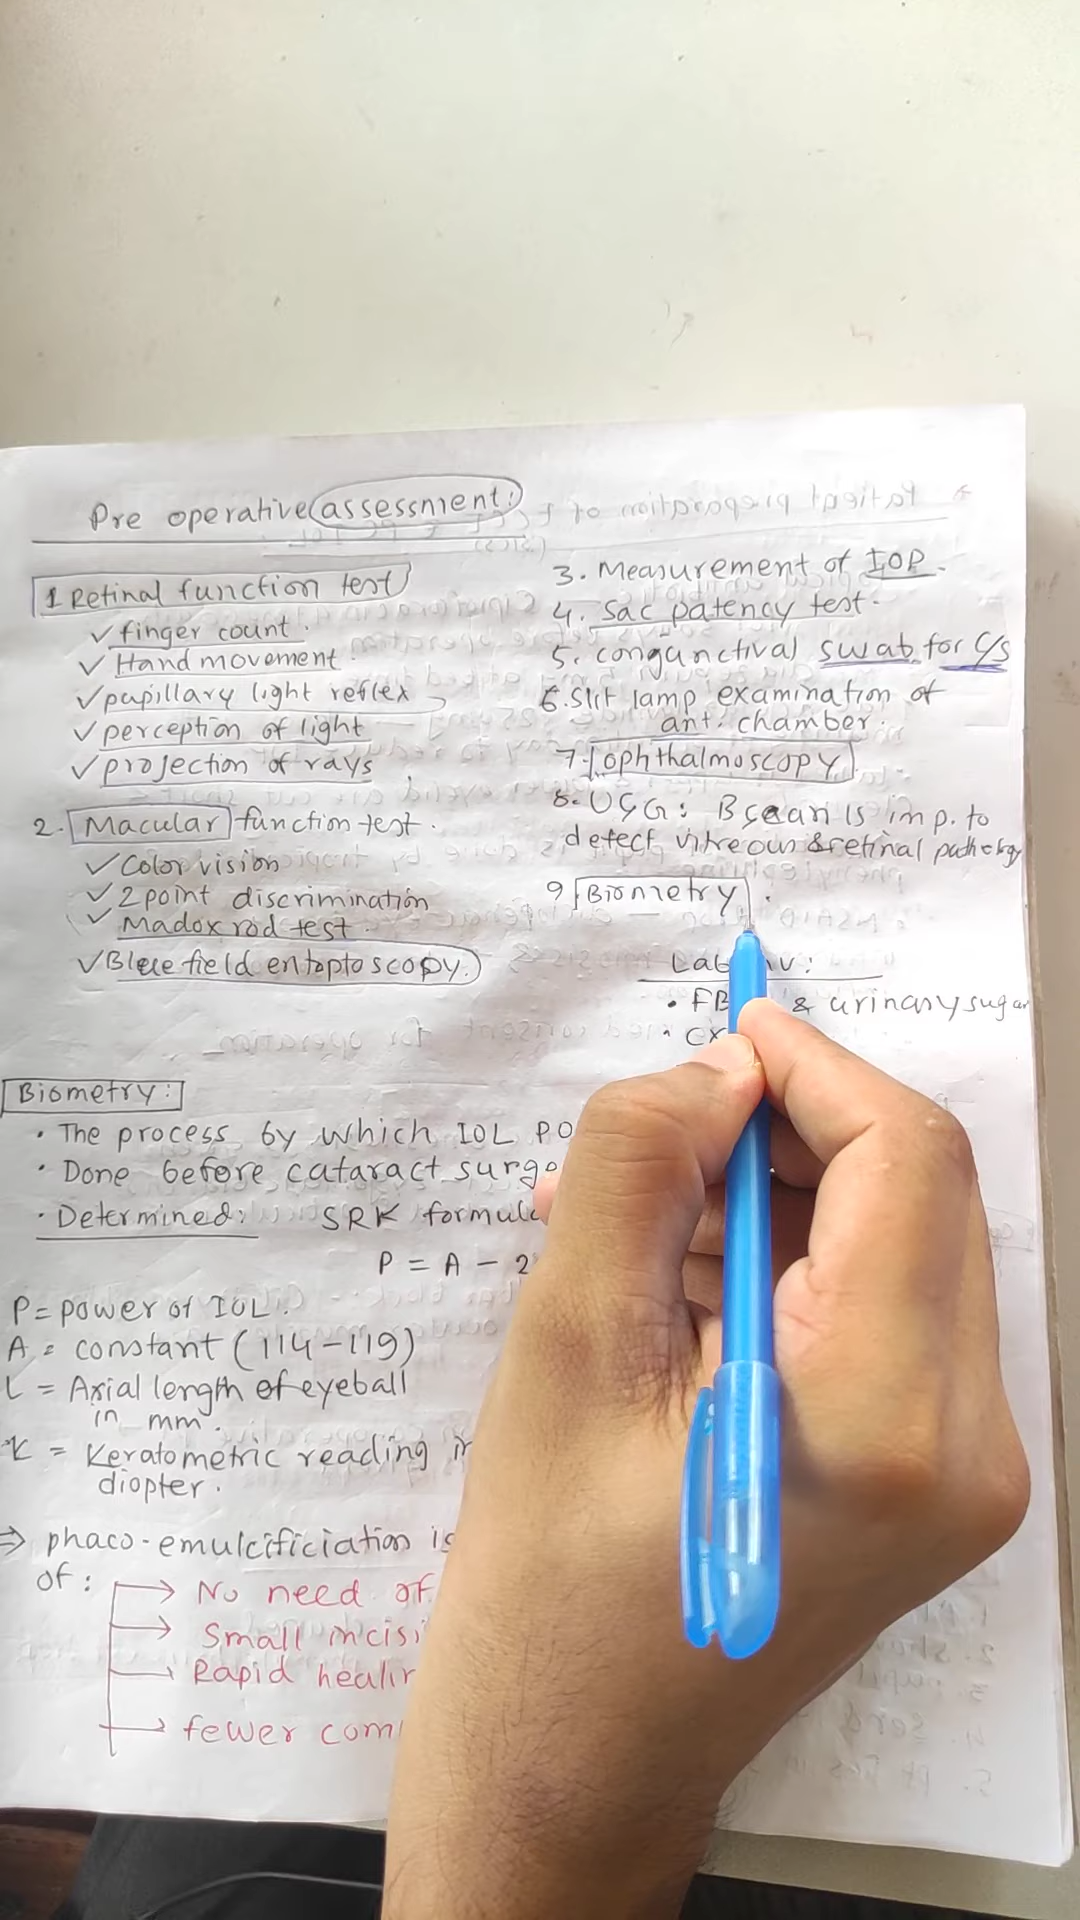 Pre operative assessment:
1 Retinal function test
✓ finger count.
✓ Hand movement.
✓ pupillary light reflex
✓ perception of light
✓ projection of rays
2. Macular function test.
✓ Color vision
✓ 2 point discrimination
✓ Madox rod test.
✓ Blue field entoptoscopy.
3. Measurement of IOP.
4. Sac patency test.
5. congunctival swab for C/S
6. Slit lamp examination of
ant. chamber.
7. ophthalmoscopy
8. USG: B scan is imp. to
detect vitreous & retinal pathology
9 Biometry.
Lab
• FB & urinary sugar
• CX
Biometry:
• The process by which IOL PO
• Done before cataract surge
• Determined: SRK formula
P = A - 2
P = power of IOL.
A = constant (114-119)
L = Axial length of eyeball
in mm.
K = Keratometric reading in
diopter.
⇒ phaco-emulcificiation is
of:
→ No need of
→ Small incisi
→ Rapid healin
→ fewer com